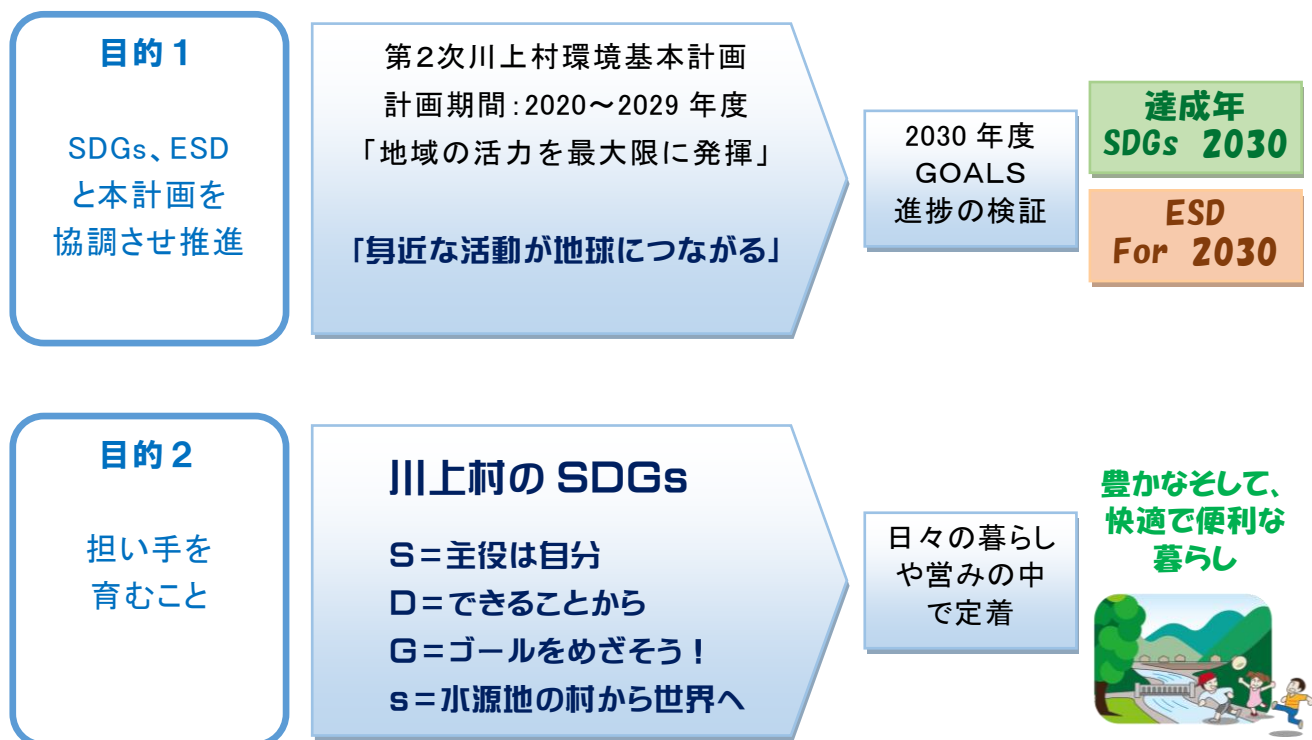 目的1
SDGs、ESD
と本計画を
協調させ推進
第2次川上村環境基本計画
計画期間:2020～2029 年度
「地域の活力を最大限に発揮」
「身近な活動が地球につながる」
2030 年度
GOALS
進捗の検証
達成年
SDGs 2030
ESD
For 2030
目的2
担い手を
育むこと
川上村の SDGs
S=主役は自分
D=できることから
G=ゴールをめざそう!
s=水源地の村から世界へ
日々の暮らし
や営みの中
で定着
豊かなそして、
快適で便利な
暮らし